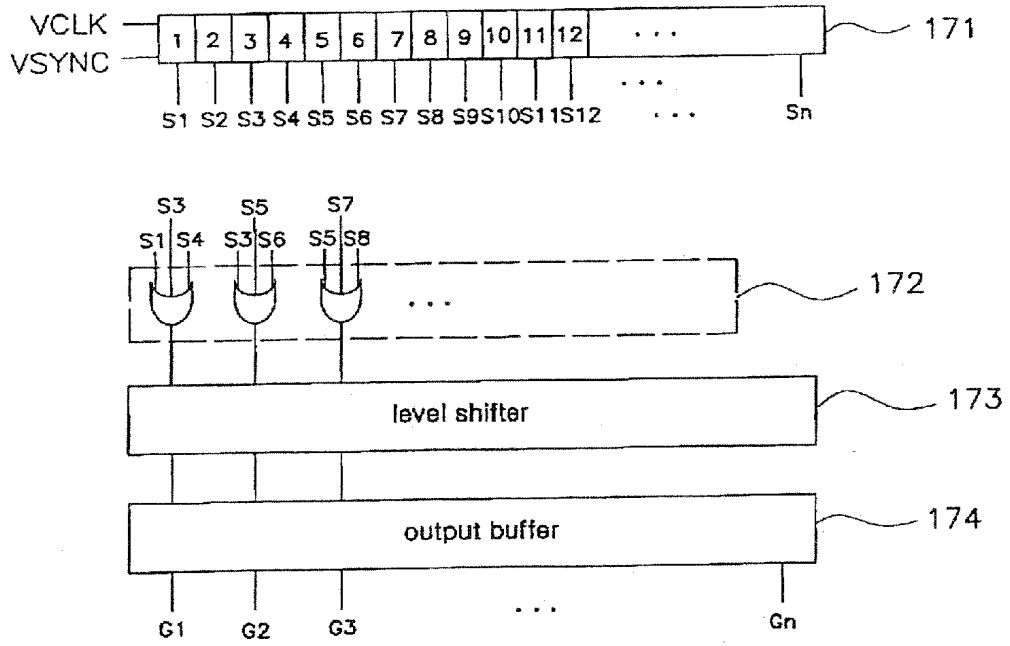 VCLK
VSYNC
1 2 3 4 5 6 7 8 9 10 11 12 ...
171
...
S1 S2 S3 S4 S5 S6 S7 S8 S9 S10 S11 S12 ... Sn
S3 S5 S7
S1 S4 S3 S6 S5 S8
...
172
level shifter
173
output buffer
174
G1 G2 G3 ... Gn